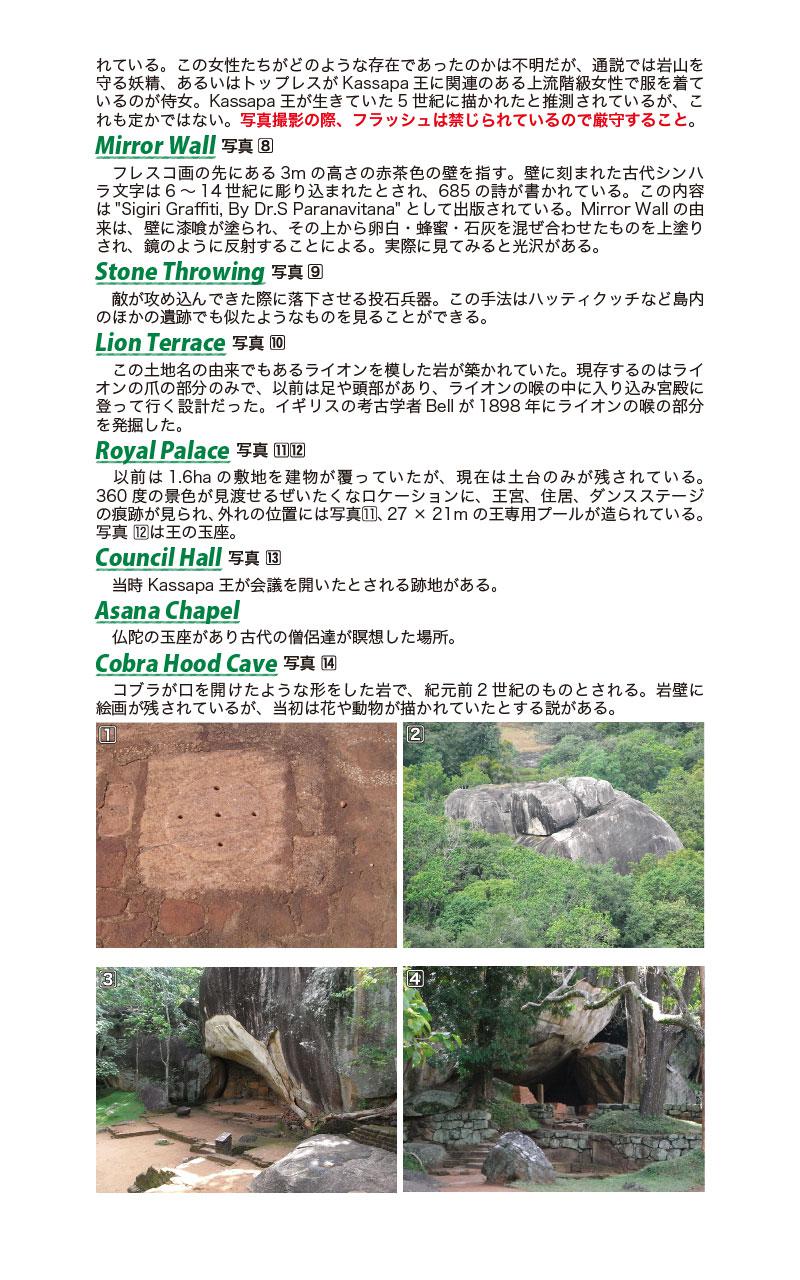 れている。この女性たちがどのような存在であったのかは不明だが、通説では岩山を
守る妖精、あるいはトップレスが Kassapa 王に関連のある上流階級女性で服を着て
いるのが侍女。Kassapa 王が生きていた 5 世紀に描かれたと推測されているが、こ
れも定かではない。写真撮影の際、フラッシュは禁じられているので厳守すること。
Mirror Wall 写真 8
フレスコ画の先にある 3m の高さの赤茶色の壁を指す。壁に刻まれた古代シンハ
ラ文字は 6 ～ 14 世紀に彫り込まれたとされ、685 の詩が書かれている。この内容
は "Sigiri Graffiti, By Dr.S Paranavitana" として出版されている。Mirror Wall の由
来は、壁に漆喰が塗られ、その上から卵白・蜂蜜・石灰を混ぜ合わせたものを上塗り
され、鏡のように反射することによる。実際に見てみると光沢がある。
Stone Throwing 写真 9
敵が攻め込んできた際に落下させる投石兵器。この手法はハッティクッチなど島内
のほかの遺跡でも似たようなものを見ることができる。
Lion Terrace 写真 10
この土地名の由来でもあるライオンを模した岩が築かれていた。現存するのはライ
オンの爪の部分のみで、以前は足や頭部があり、ライオンの喉の中に入り込み宮殿に
登って行く設計だった。イギリスの考古学者 Bell が 1898 年にライオンの喉の部分
を発掘した。
Royal Palace 写真 11 12
以前は 1.6ha の敷地を建物が覆っていたが、現在は土台のみが残されている。
360 度の景色が見渡せるぜいたくなロケーションに、王宮、住居、ダンスステージ
の痕跡が見られ、外れの位置には写真11、27 × 21m の王専用プールが造られている。
写真 12は王の玉座。
Council Hall 写真 13
当時 Kassapa 王が会議を開いたとされる跡地がある。
Asana Chapel
仏陀の玉座があり古代の僧侶達が瞑想した場所。
Cobra Hood Cave 写真 14
コブラが口を開けたような形をした岩で、紀元前 2 世紀のものとされる。岩壁に
絵画が残されているが、当初は花や動物が描かれていたとする説がある。
1
2
3
4